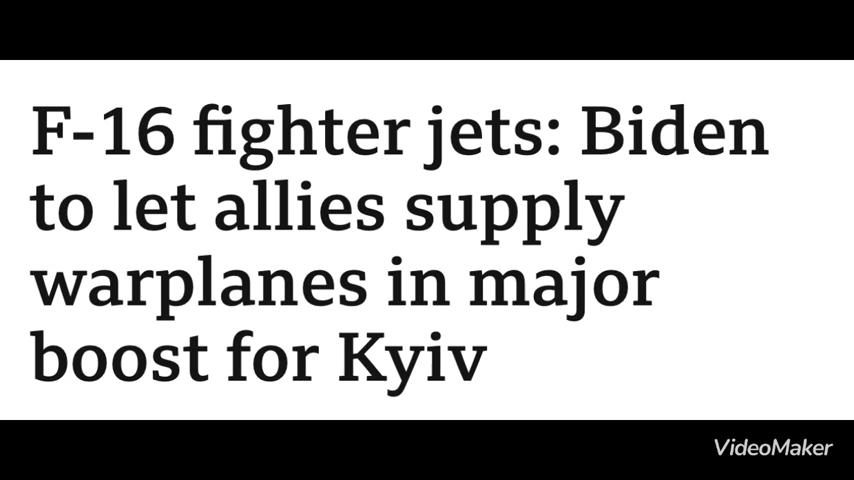 F-16 fighter jets: Biden
to let allies supply
warplanes in major
boost for Kyiv
VideoMaker